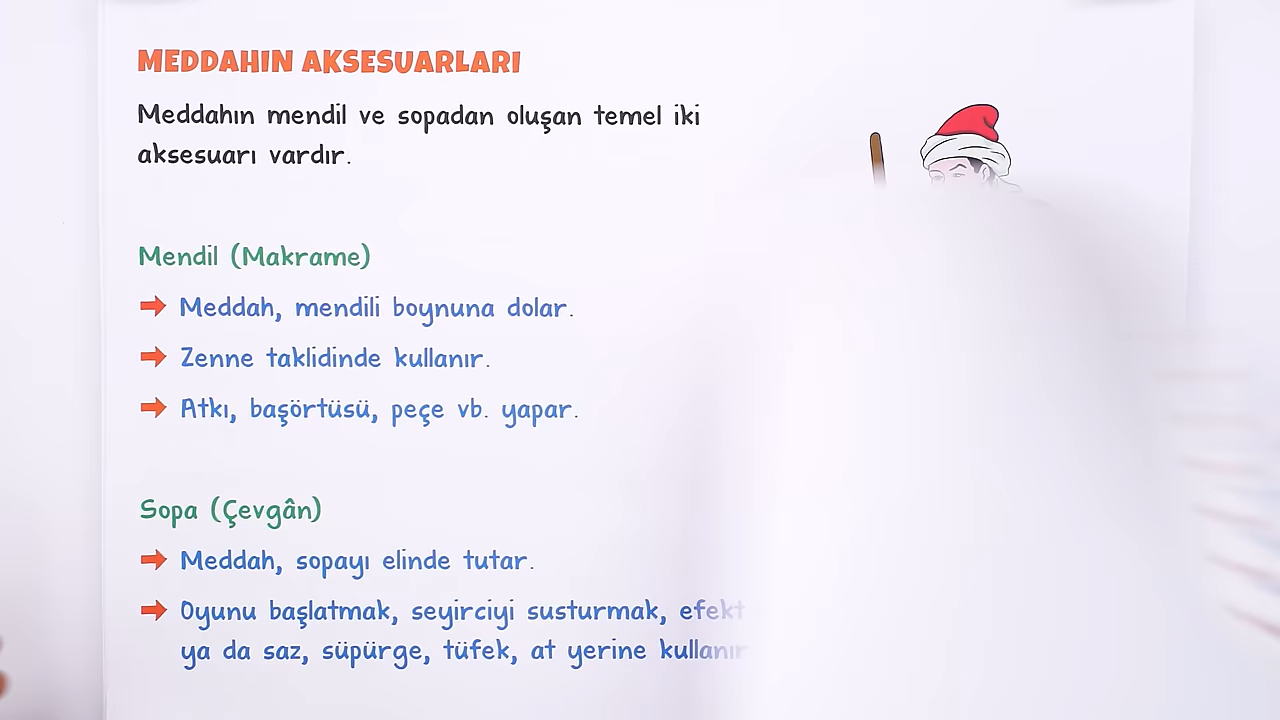 MEDDAHIN AKSESUARLARI
Meddahın mendil ve sopadan oluşan temel iki
aksesuarı vardır.
Mendil (Makrame)
Meddah, mendili boynuna dolar.
Zenne taklidinde kullanır.
Atkı, başörtüsü, peçe vb. yapar.
Sopa (Çevgân)
Meddah, sopayı elinde tutar.
Oyunu başlatmak, seyirciyi susturmak, efekt
ya da saz, süpürge, tüfek, at yerine kullanır